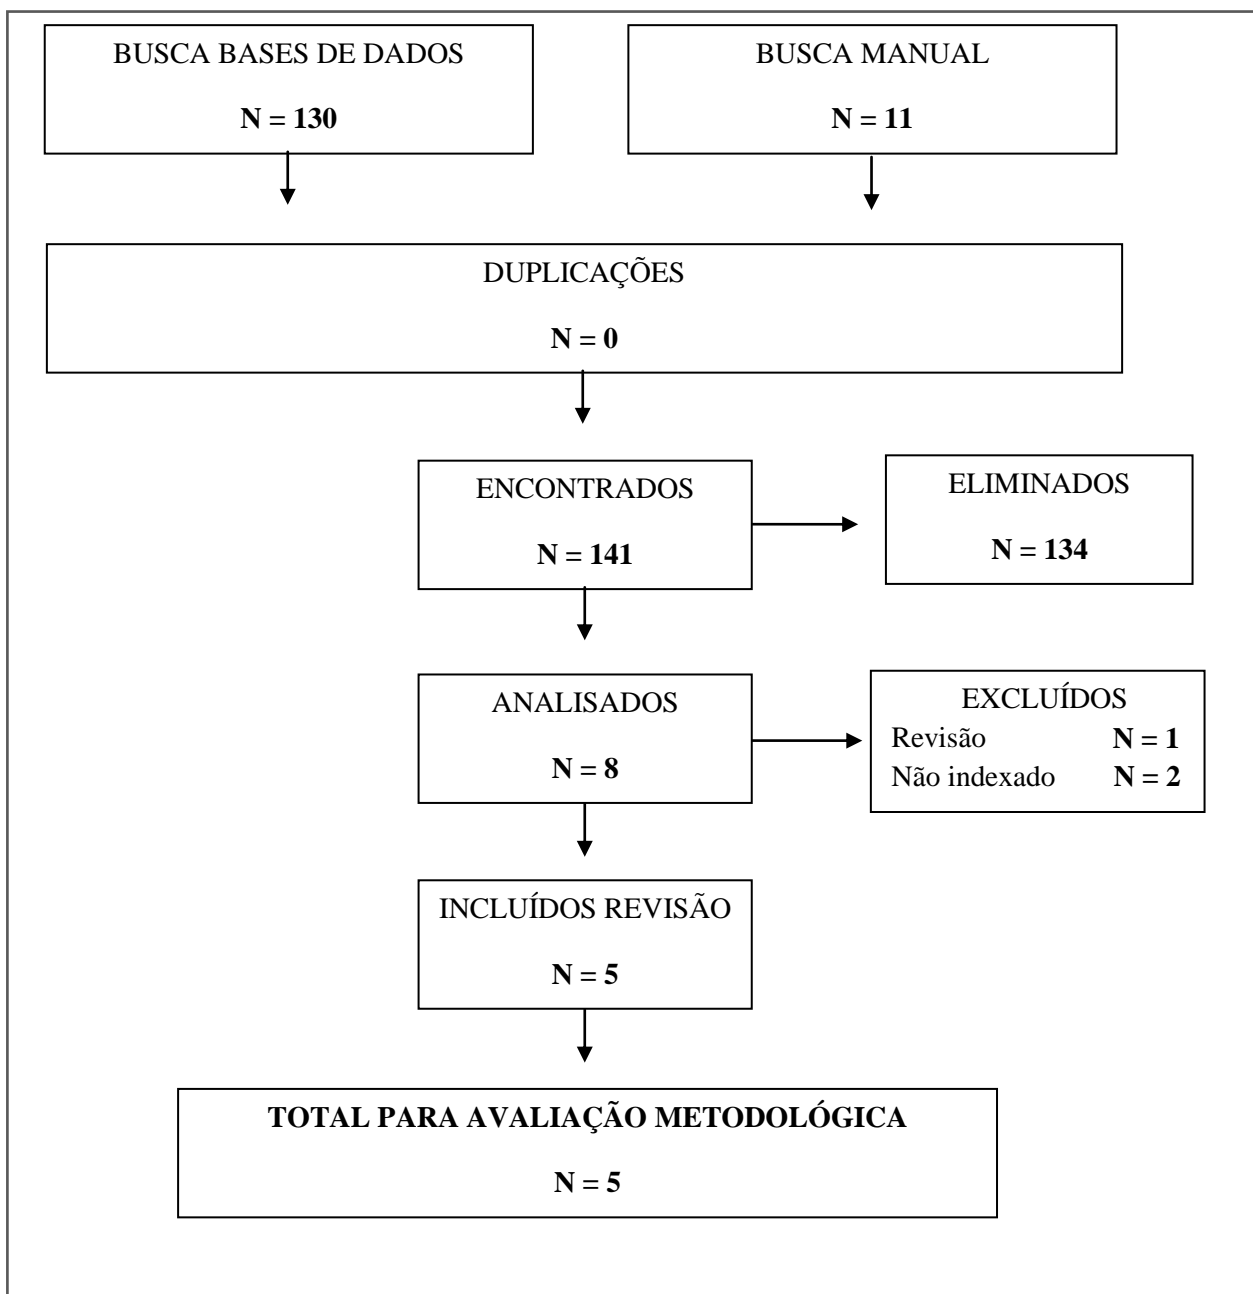 BUSCA BASES DE DADOS
N = 130
BUSCA MANUAL
N = 11
DUPLICAÇÕES
N = 0
ENCONTRADOS
N = 141
ELIMINADOS
N = 134
ANALISADOS
N = 8
EXCLUÍDOS
Revisão N = 1
Não indexado N = 2
INCLUÍDOS REVISÃO
N = 5
TOTAL PARA AVALIAÇÃO METODOLÓGICA
N = 5